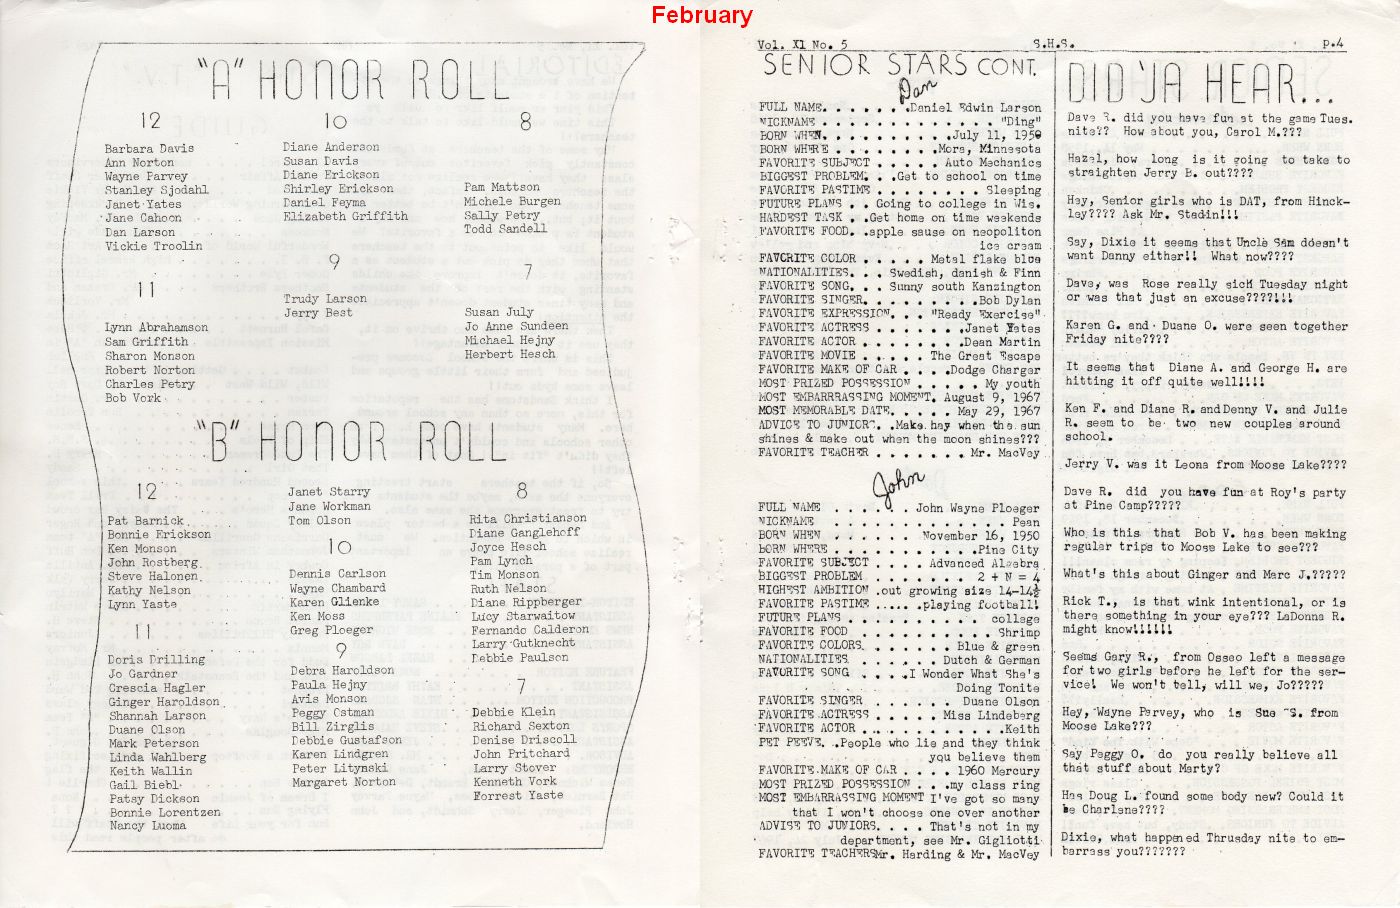 February
"A" HONOR ROLL
12
Barbara Davis
Ann Norton
Wayne Parvey
Stanley Sjodahl
Janet Yates
Jane Cahoon
Dan Larson
Vickie Troolin
11
Lynn Abrahamson
Sam Griffith
Sharon Monson
Robert Norton
Charles Petry
Bob Vork
10
Diane Anderson
Susan Davis
Diane Erickson
Shirley Erickson
Daniel Feyma
Elizabeth Griffith
9
Trudy Larson
Jerry Best
8
Pam Mattson
Michele Burgen
Sally Petry
Todd Sandell
7
Susan July
Jo Anne Sundeen
Michael Hejny
Herbert Hesch
"B" HONOR ROLL
12
Pat Barnick
Bonnie Erickson
Ken Monson
John Rostberg
Steve Halonen
Kathy Nelson
Lynn Yaste
11
Doris Drilling
Jo Gardner
Crescia Hagler
Ginger Haroldson
Shannah Larson
Duane Olson
Mark Peterson
Linda Wahlberg
Keith Wallin
Gail Biebl
Patsy Dickson
Bonnie Lorentzen
Nancy Luoma
Janet Starry
Jane Workman
Tom Olson
10
Dennis Carlson
Wayne Chambard
Karen Glienke
Ken Moss
Greg Ploeger
9
Debra Haroldson
Paula Hejny
Avis Monson
Peggy Ostman
Bill Zirglis
Debbie Gustafson
Karen Lindgren
Peter Litynski
Margaret Norton
8
Rita Christianson
Diane Ganglehoff
Joyce Hesch
Pam Lynch
Tim Monson
Ruth Nelson
Diane Rippberger
Lucy Starwaitow
Fernando Calderon
Larry Gutknecht
Debbie Paulson
7
Debbie Klein
Richard Sexton
Denise Driscoll
John Pritchard
Larry Stover
Kenneth Vork
Forrest Yaste
Vol. XI No. 5 S.H.S. p.4
SENIOR STARS CONT.
Dan
FULL NAME. . . . . . .Daniel Edwin Larson
NICKNAME . . . . . . . . . . . . . . "Ding"
BORN WHEN. . . . . . . . . . .July 11, 1950
BORN WHERE . . . . . . . . .Mora, Minnesota
FAVORITE SUBJECT . . . . . . Auto Mechanics
BIGGEST PROBLEM. . .Get to school on time
FAVORITE PASTIME . . . . . . . . Sleeping
FUTURE PLANS . . Going to college in Wis.
HARDEST TASK . .Get home on time weekends
FAVORITE FOOD. .apple sause on neopoliton
ice cream
FAVORITE COLOR . . . . . Metal flake blue
NATIONALITIES. . . Swedish, danish & Finn
FAVORITE SONG. . . Sunny south Kanzington
FAVORITE SINGER. . . . . . . . .Bob Dylan
FAVORITE EXPRESSION. . . "Ready Exercise"
FAVORITE ACTRESS . . . . . . .Janet Yates
FAVORITE ACTOR . . . . . . . .Dean Martin
FAVORITE MOVIE . . . . . The Great Escape
FAVORITE MAKE OF CAR . . . .Dodge Charger
MOST PRIZED POSSESSION . . . . . My youth
MOST EMBARRRASSING MOMENT. August 9, 1967
MOST MEMORABLE DATE. . . . . May 29, 1967
ADVICE TO JUNIORS. . .Make hay when the sun
shines & make out when the moon shines???
FAVORITE TEACHER . . . . . . . Mr. MacVey
John
FULL NAME . . . . . . John Wayne Ploeger
NICKNAME . . . . . . . . . . . . . . Pean
BORN WHEN . . . . . . . November 16, 1950
BORN WHERE . . . . . . . . . . .Pine City
FAVORITE SUBJECT . . . . Advanced Algebra
BIGGEST PROBLEM . . . . . . . . 2 + N = 4
HIGHEST AMBITION .out growing size 14-14½
FAVORITE PASTIME . . . . .playing football!
FUTURE PLANS . . . . . . . . . . college
FAVORITE FOOD . . . . . . . . . . Shrimp
FAVORITE COLORS. . . . . . . Blue & green
NATIONALITIES. . . . . . . Dutch & German
FAVORITE SONG . . . .I Wonder What She's
Doing Tonite
FAVORITE SINGER . . . . . . . Duane Olson
FAVORITE ACTRESS . . . . . Miss Lindeberg
FAVORITE ACTOR . . . . . . . . . . .Keith
PET PEEVE. .People who lie and they think
you believe them
FAVORITE MAKE OF CAR . . . . 1960 Mercury
MOST PRIZED POSSESSION. . . .my class ring
MOST EMBARRASSING MOMENT I've got so many
that I won't choose one over another
ADVISE TO JUNIORS. . . . That's not in my
department, see Mr. Gigliotti
FAVORITE TEACHERSMr. Harding & Mr. MacVey
DID'JA HEAR...
Dave R. did you have fun at the game Tues.
nite?? How about you, Carol M.???
Hazel, how long is it going to take to
straighten Jerry B. out????
Hey, Senior girls who is DAT, from Hinck-
ley???? Ask Mr. Stadin!!!
Say, Dixie it seems that Uncle Sam doesn't
want Danny either!! What now????
Dave, was Rose really sick Tuesday night
or was that just an excuse????!!!
Karen G. and Duane O. were seen together
Friday nite????
It seems that Diane A. and George H. are
hitting it off quite well!!!!
Ken F. and Diane R. and Denny V. and Julie
R. seem to be two new couples around
school.
Jerry V. was it Leona from Moose Lake????
Dave R. did you have fun at Roy's party
at Pine Camp?????
Who is this that Bob V. has been making
regular trips to Moose Lake to see???
What's this about Ginger and Marc J.?????
Rick T., is that wink intentional, or is
there something in your eye??? LaDonna R.
might know!!!!!!
Seems Gary R., from Osseo left a message
for two girls before he left for the ser-
vice! We won't tell, will we, Jo?????
Hey, Wayne Parvey, who is Sue S. from
Moose Lake???
Say Peggy O. do you really believe all
that stuff about Marty?
Has Doug L. found some body new? Could it
be Charlene????
Dixie, what happened Thrusday nite to em-
barrass you???????